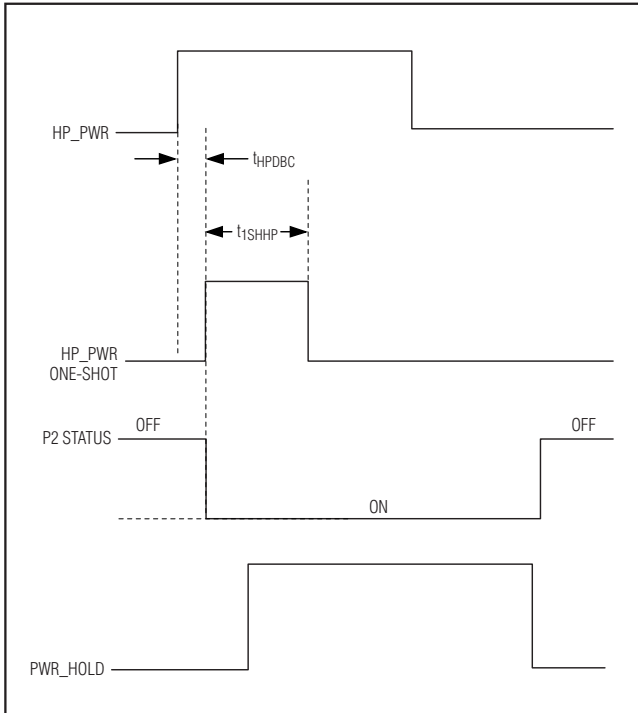 HP_PWR
tHPDBC
t1SHHP
HP_PWR
ONE-SHOT
OFF
OFF
P2 STATUS
ON
PWR_HOLD